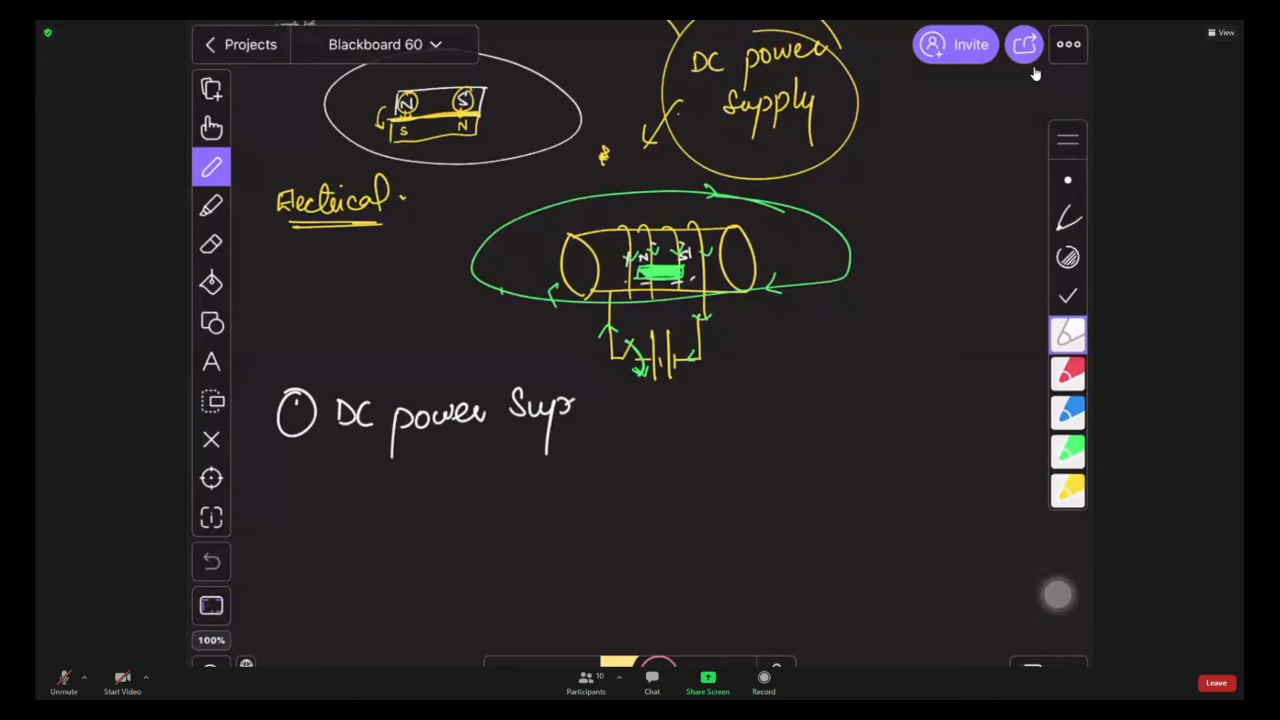 View
Projects
Blackboard 60
Invite
DC power
Supply
N S
S N
Electrical.
N S
DC power Sup
100%
Unmute
Start Video
Participants
10
Chat
Share Screen
Record
Leave